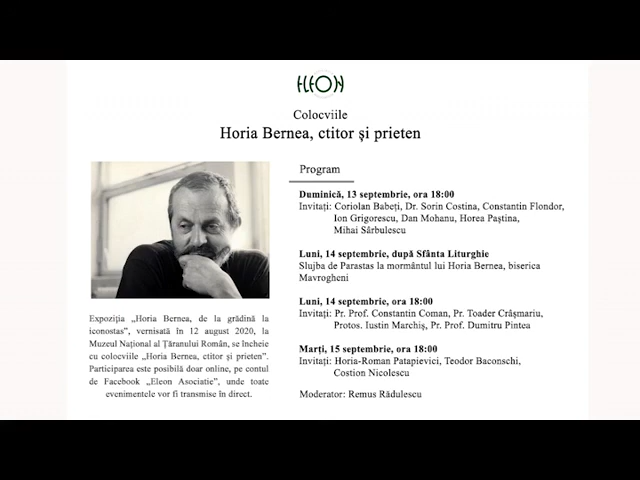 ELEON
Colocviile
Horia Bernea, ctitor și prieten
Program
Duminică, 13 septembrie, ora 18:00
Invitați: Coriolan Babeți, Dr. Sorin Costina, Constantin Flondor,
Ion Grigorescu, Dan Mohanu, Horea Paștina,
Mihai Sârbulescu
Luni, 14 septembrie, după Sfânta Liturghie
Slujba de Parastas la mormântul lui Horia Bernea, biserica
Mavrogheni
Luni, 14 septembrie, ora 18:00
Invitați: Pr. Prof. Constantin Coman, Pr. Toader Crâșmariu,
Protos. Iustin Marchiș, Pr. Prof. Dumitru Pintea
Marți, 15 septembrie, ora 18:00
Invitați: Horia-Roman Patapievici, Teodor Baconschi,
Costion Nicolescu
Moderator: Remus Rădulescu
Expoziția „Horia Bernea, de la grădină la
iconostas”, vernisată în 12 august 2020, la
Muzeul Național al Țăranului Român, se încheie
cu colocviile „Horia Bernea, ctitor și prieten”.
Participarea este posibilă doar online, pe contul
de Facebook „Eleon Asociatie”, unde toate
evenimentele vor fi transmise în direct.